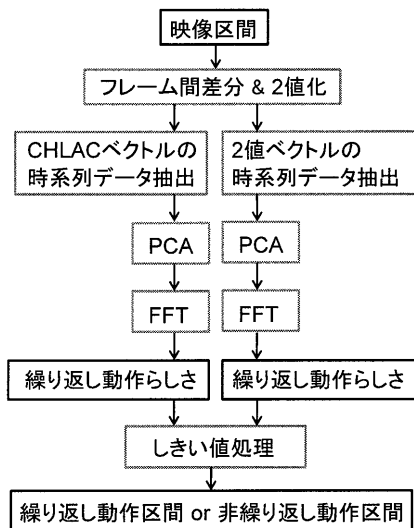 映像区間
フレーム間差分 & 2値化
CHLACベクトルの
時系列データ抽出
2値ベクトルの
時系列データ抽出
PCA
PCA
FFT
FFT
繰り返し動作らしさ
繰り返し動作らしさ
しきい値処理
繰り返し動作区間 or 非繰り返し動作区間